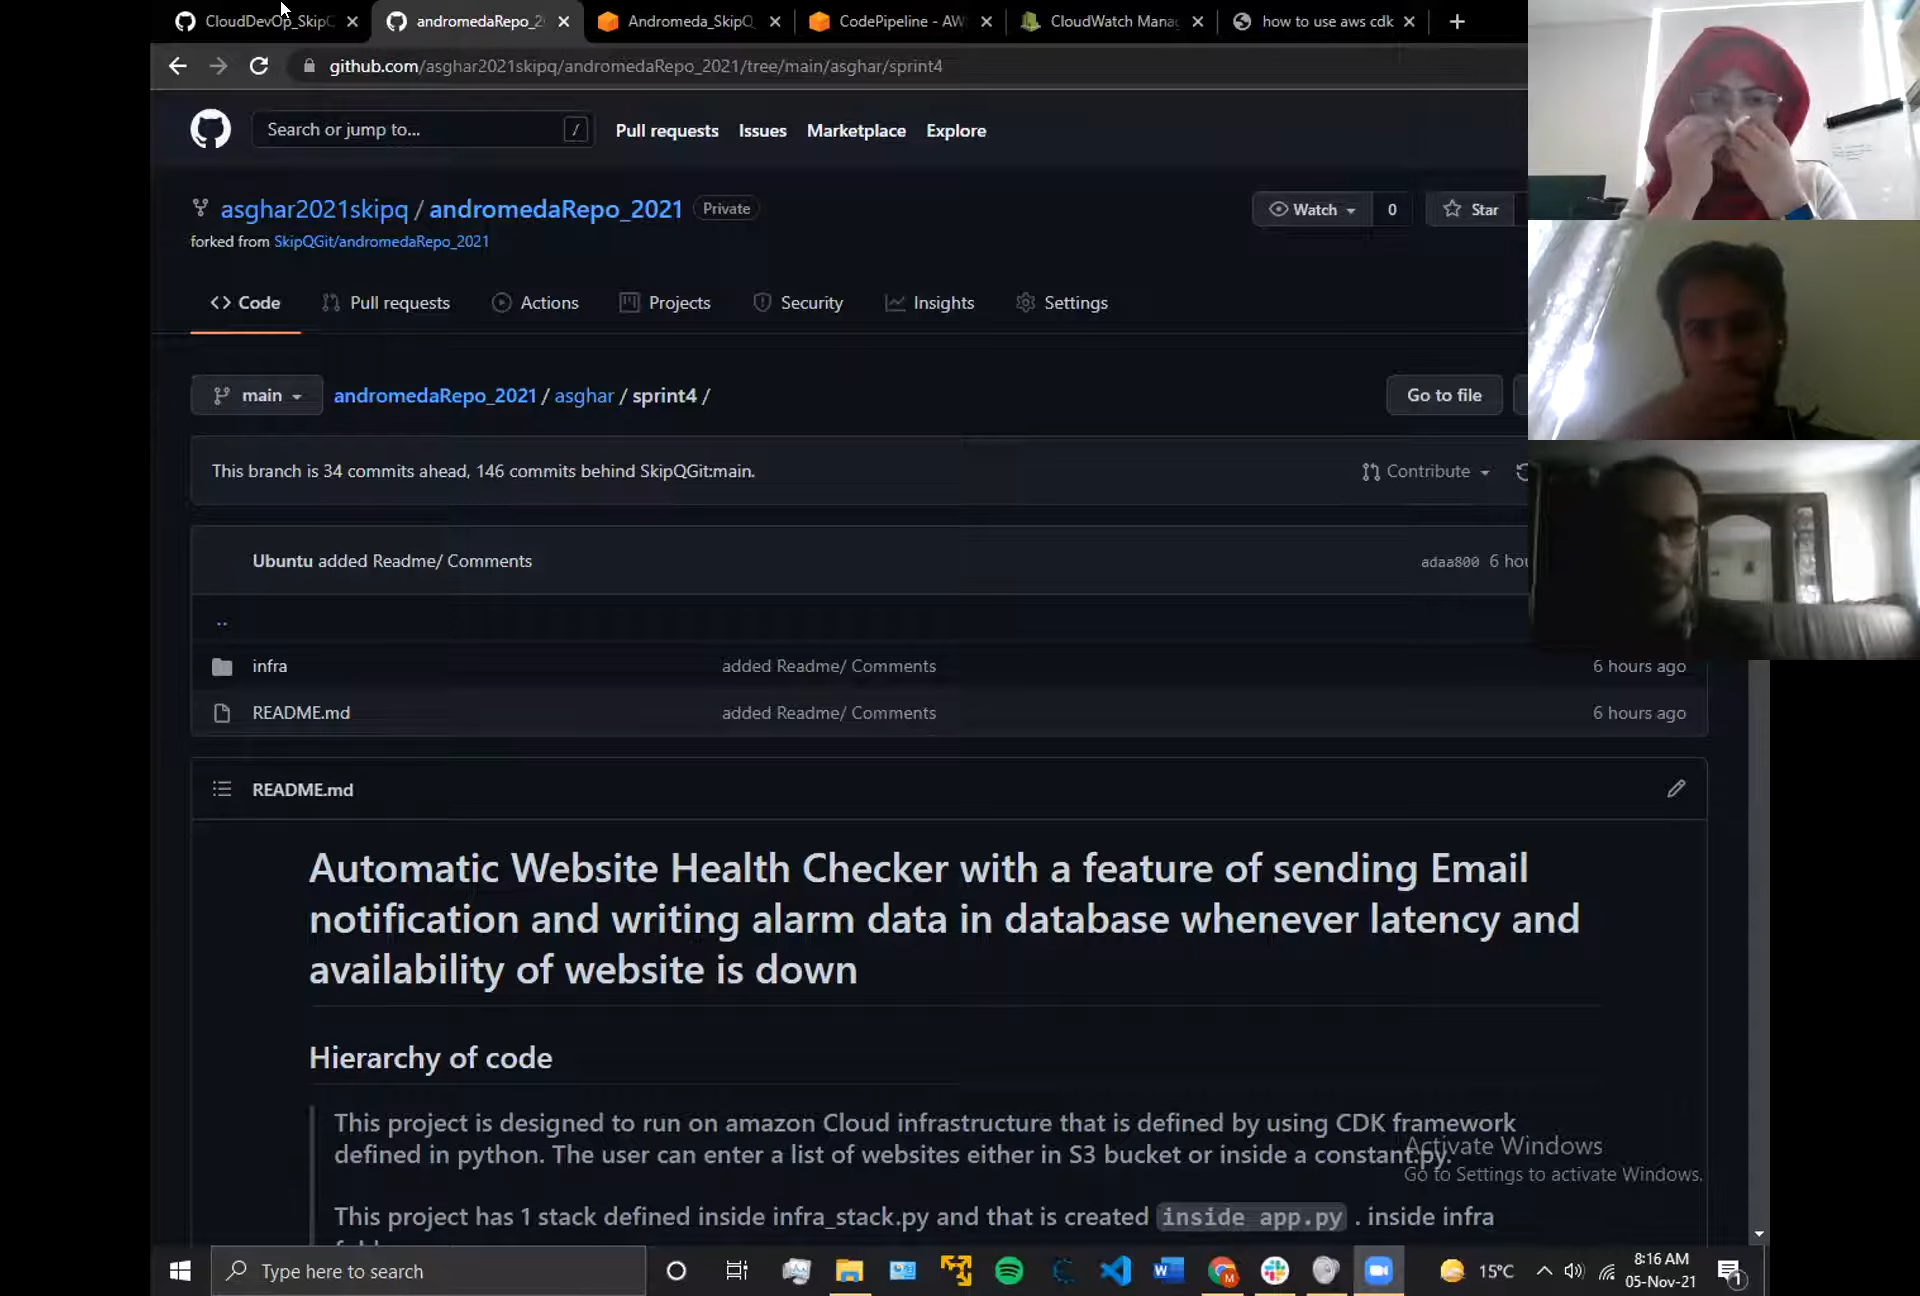 CloudDevOp_SkipC
andromedaRepo_2
Andromeda_SkipQ
CodePipeline - AW
CloudWatch Mana
how to use aws cdk
github.com/asghar2021skipq/andromedaRepo_2021/tree/main/asghar/sprint4
Search or jump to...
/
Pull requests
Issues
Marketplace
Explore
asghar2021skipq / andromedaRepo_2021 Private
Watch
0
Star
forked from SkipQGit/andromedaRepo_2021
Code
Pull requests
Actions
Projects
Security
Insights
Settings
main
andromedaRepo_2021 / asghar / sprint4 /
Go to file
This branch is 34 commits ahead, 146 commits behind SkipQGit:main.
Contribute
Ubuntu added Readme/ Comments
adaa800 6 hou
..
infra
added Readme/ Comments
6 hours ago
README.md
added Readme/ Comments
6 hours ago
README.md
Automatic Website Health Checker with a feature of sending Email
notification and writing alarm data in database whenever latency and
availability of website is down
Hierarchy of code
This project is designed to run on amazon Cloud infrastructure that is defined by using CDK framework
defined in python. The user can enter a list of websites either in S3 bucket or inside a constant.py.
Activate Windows
Go to Settings to activate Windows.
This project has 1 stack defined inside infra_stack.py and that is created inside app.py . inside infra
Type here to search
15°C
8:16 AM
05-Nov-21
1